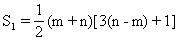 S₁ = 1/2 (m + n)[3(n - m) + 1]